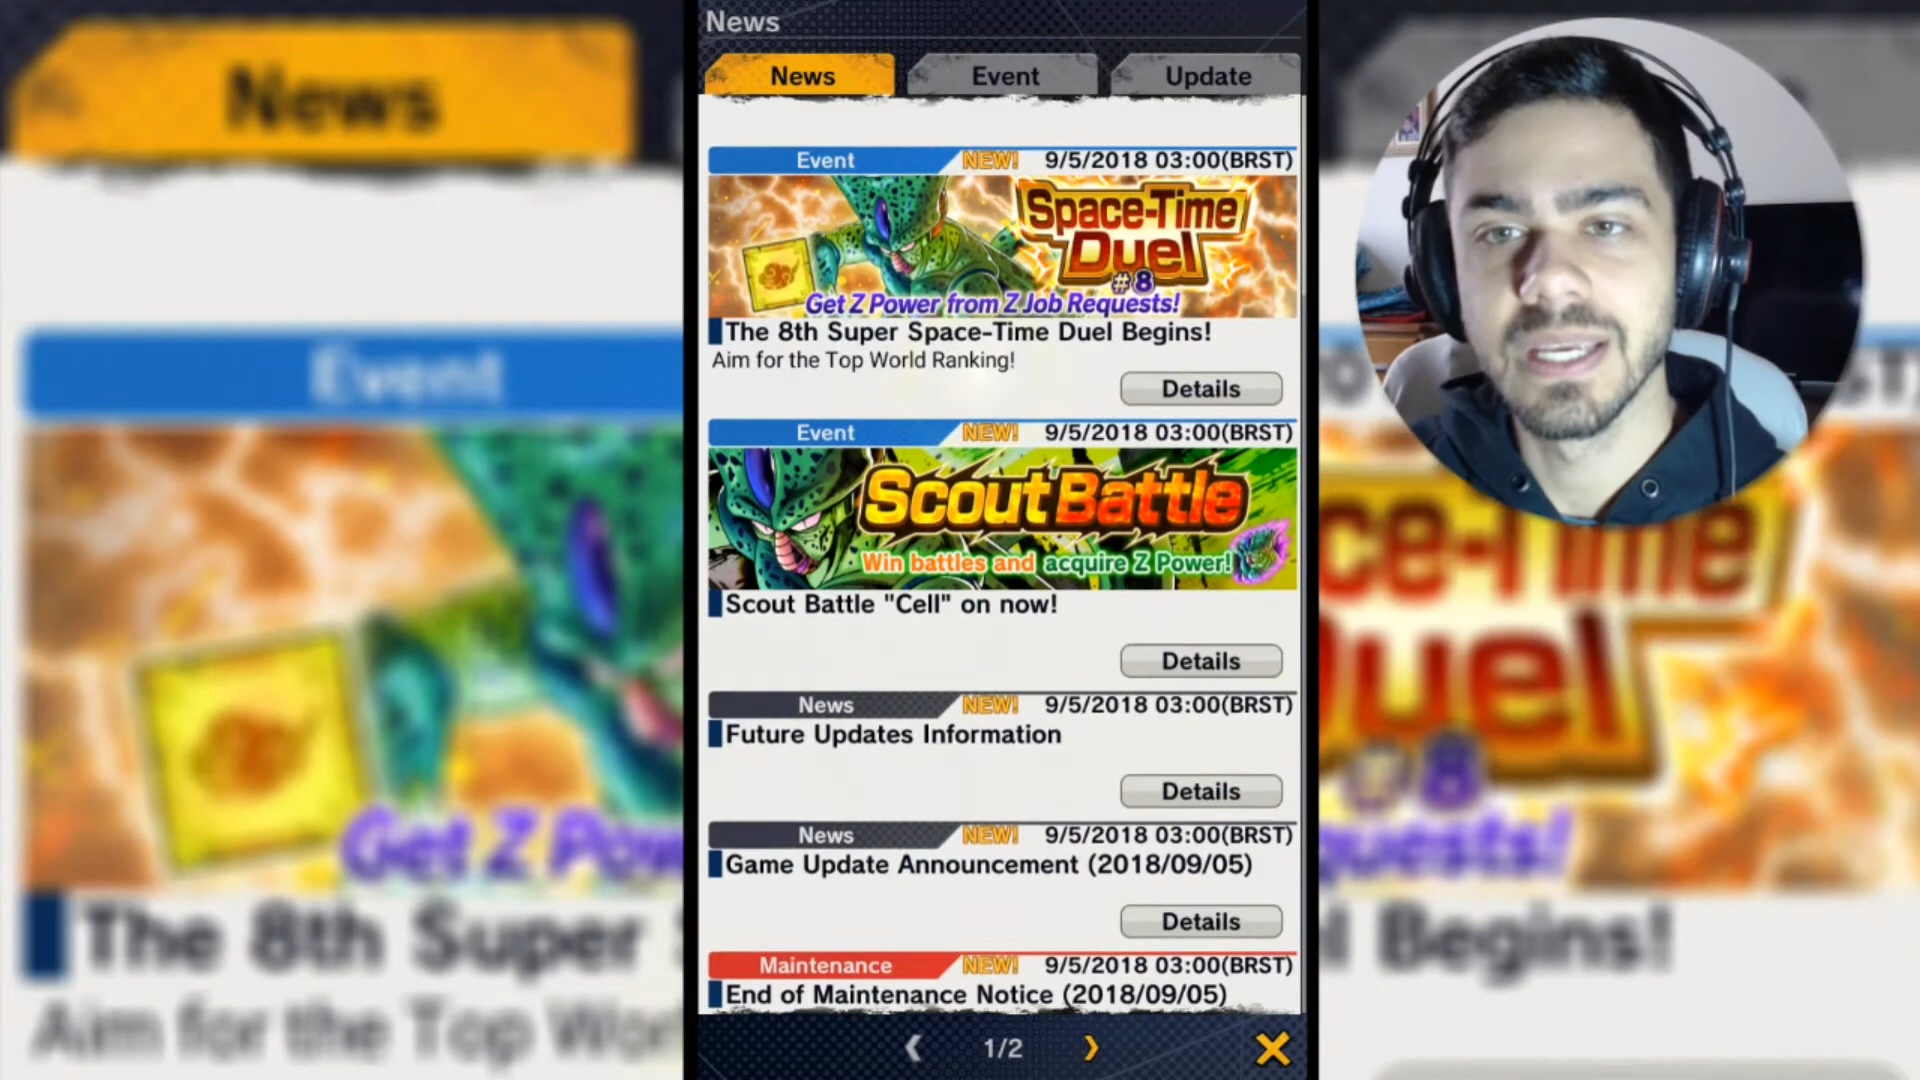 News
News
Event
Update
Event NEW! 9/5/2018 03:00(BRST)
Space-Time
Duel
#8
Get Z Power from Z Job Requests!
The 8th Super Space-Time Duel Begins!
Aim for the Top World Ranking!
Details
Event NEW! 9/5/2018 03:00(BRST)
Scout Battle
Win battles and acquire Z Power!
Scout Battle "Cell" on now!
Details
News NEW! 9/5/2018 03:00(BRST)
Future Updates Information
Details
News NEW! 9/5/2018 03:00(BRST)
Game Update Announcement (2018/09/05)
Details
Maintenance NEW! 9/5/2018 03:00(BRST)
End of Maintenance Notice (2018/09/05)
1/2
News
Event
Get Z Pow
The 8th Super
Aim for the Top Wor
ce-Time
Duel
#8
quests!
l Begins!